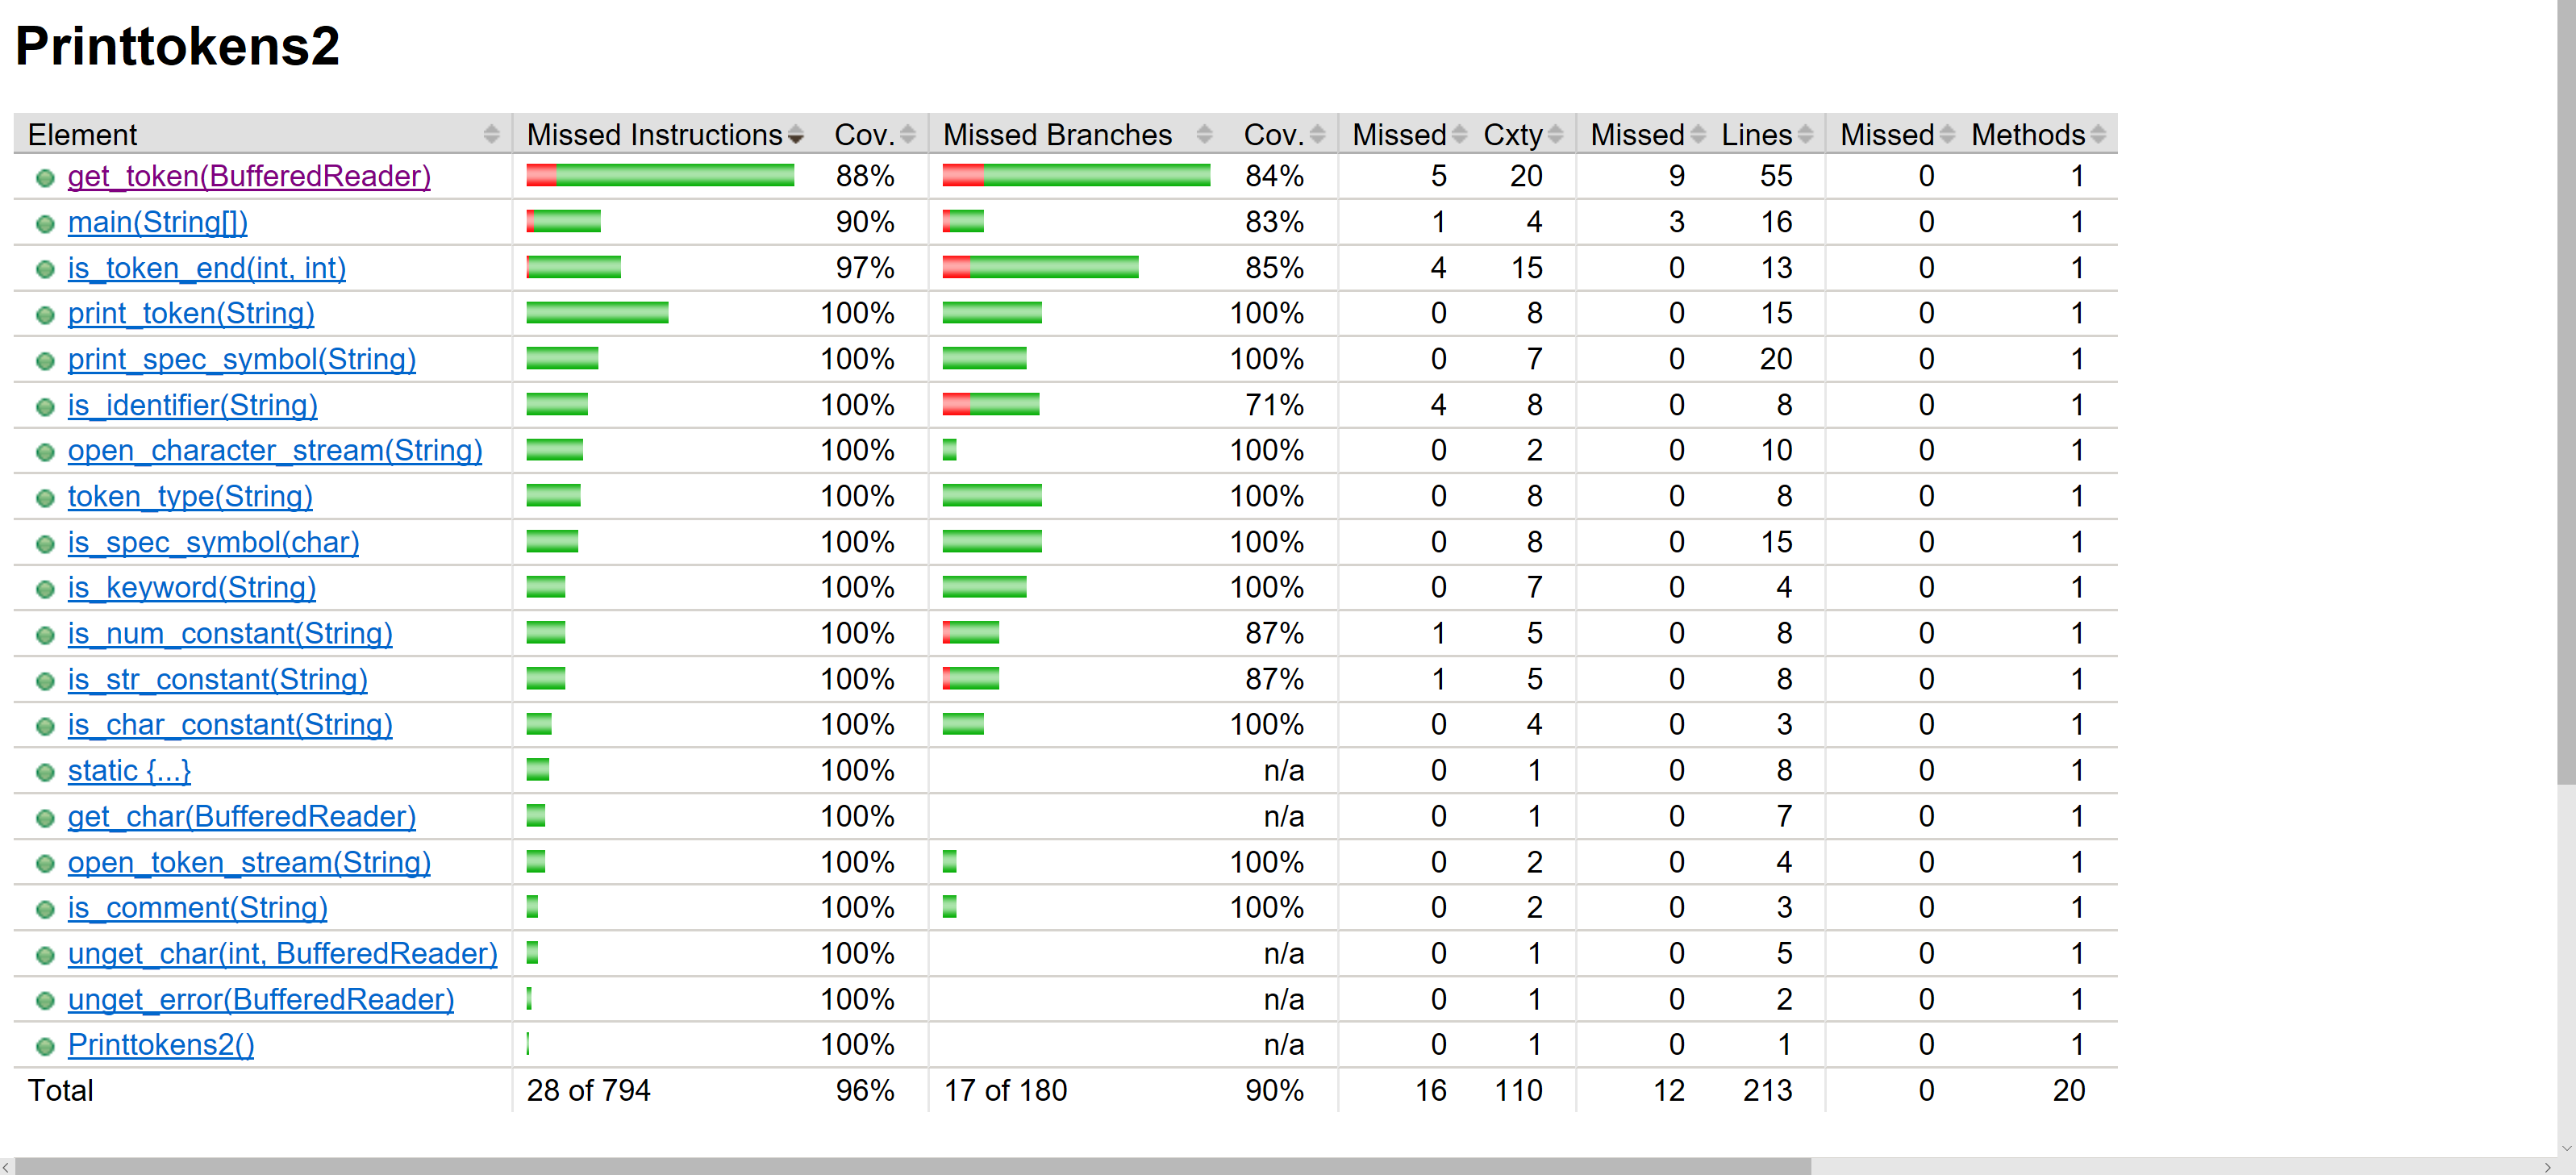 Printtokens2
Element Missed Instructions Cov. Missed Branches Cov. Missed Cxty Missed Lines Missed Methods
get_token(BufferedReader) 88% 84% 5 20 9 55 0 1
main(String[]) 90% 83% 1 4 3 16 0 1
is_token_end(int, int) 97% 85% 4 15 0 13 0 1
print_token(String) 100% 100% 0 8 0 15 0 1
print_spec_symbol(String) 100% 100% 0 7 0 20 0 1
is_identifier(String) 100% 71% 4 8 0 8 0 1
open_character_stream(String) 100% 100% 0 2 0 10 0 1
token_type(String) 100% 100% 0 8 0 8 0 1
is_spec_symbol(char) 100% 100% 0 8 0 15 0 1
is_keyword(String) 100% 100% 0 7 0 4 0 1
is_num_constant(String) 100% 87% 1 5 0 8 0 1
is_str_constant(String) 100% 87% 1 5 0 8 0 1
is_char_constant(String) 100% 100% 0 4 0 3 0 1
static {...} 100% n/a 0 1 0 8 0 1
get_char(BufferedReader) 100% n/a 0 1 0 7 0 1
open_token_stream(String) 100% 100% 0 2 0 4 0 1
is_comment(String) 100% 100% 0 2 0 3 0 1
unget_char(int, BufferedReader) 100% n/a 0 1 0 5 0 1
unget_error(BufferedReader) 100% n/a 0 1 0 2 0 1
Printtokens2() 100% n/a 0 1 0 1 0 1
Total 28 of 794 96% 17 of 180 90% 16 110 12 213 0 20